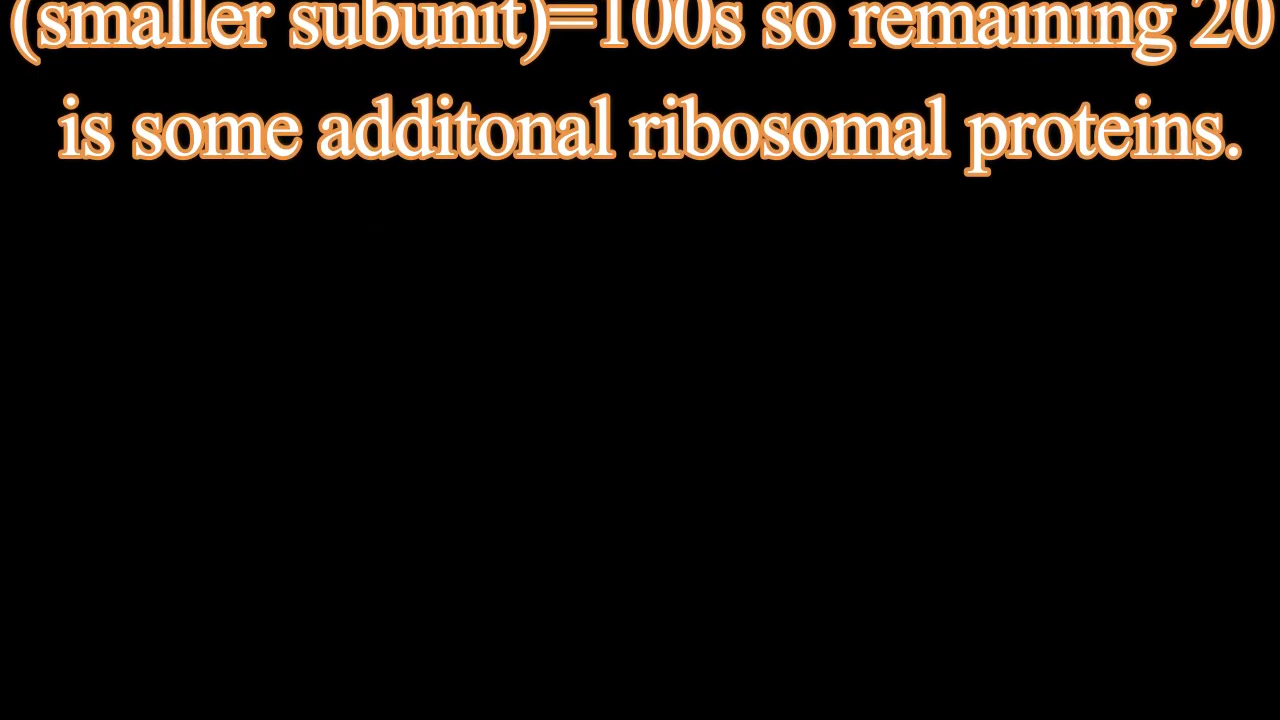 (smaller subunit)=100s so remaining 20
is some additonal ribosomal proteins.